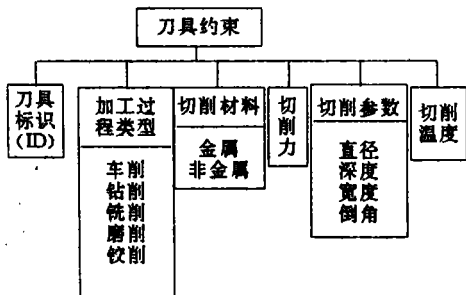 刀具约束
刀具
标识
(ID)
加工过
程类型
车削
钻削
铣削
磨削
铰削
切削材料
金属
非金属
切
削
力
切削参数
直径
深度
宽度
倒角
切削
温度